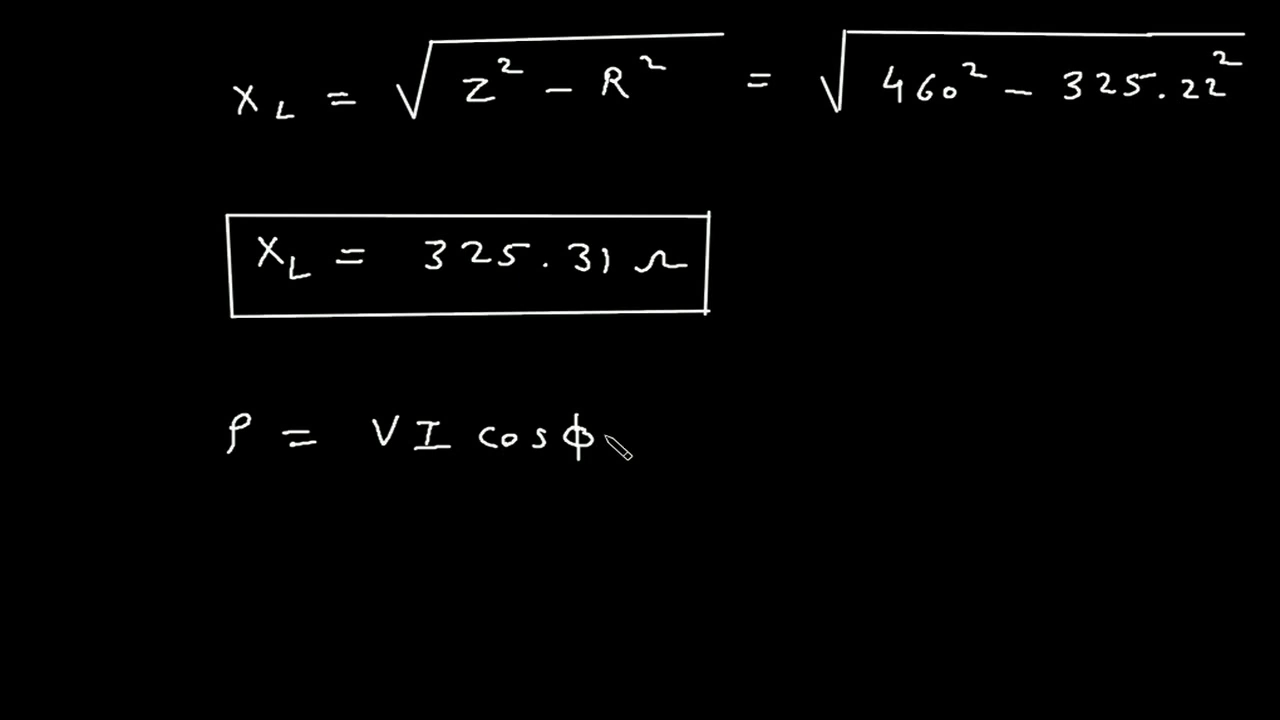 X_L = √(Z² − R²) = √(460² − 325.22²)
X_L = 325.31 Ω
P = VI cosϕ